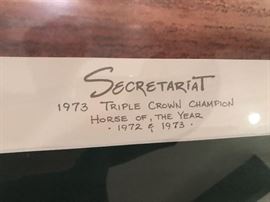 SECRETARIAT
1973 TRIPLE CROWN CHAMPION
HORSE OF, THE YEAR
· 1972 & 1973 ·